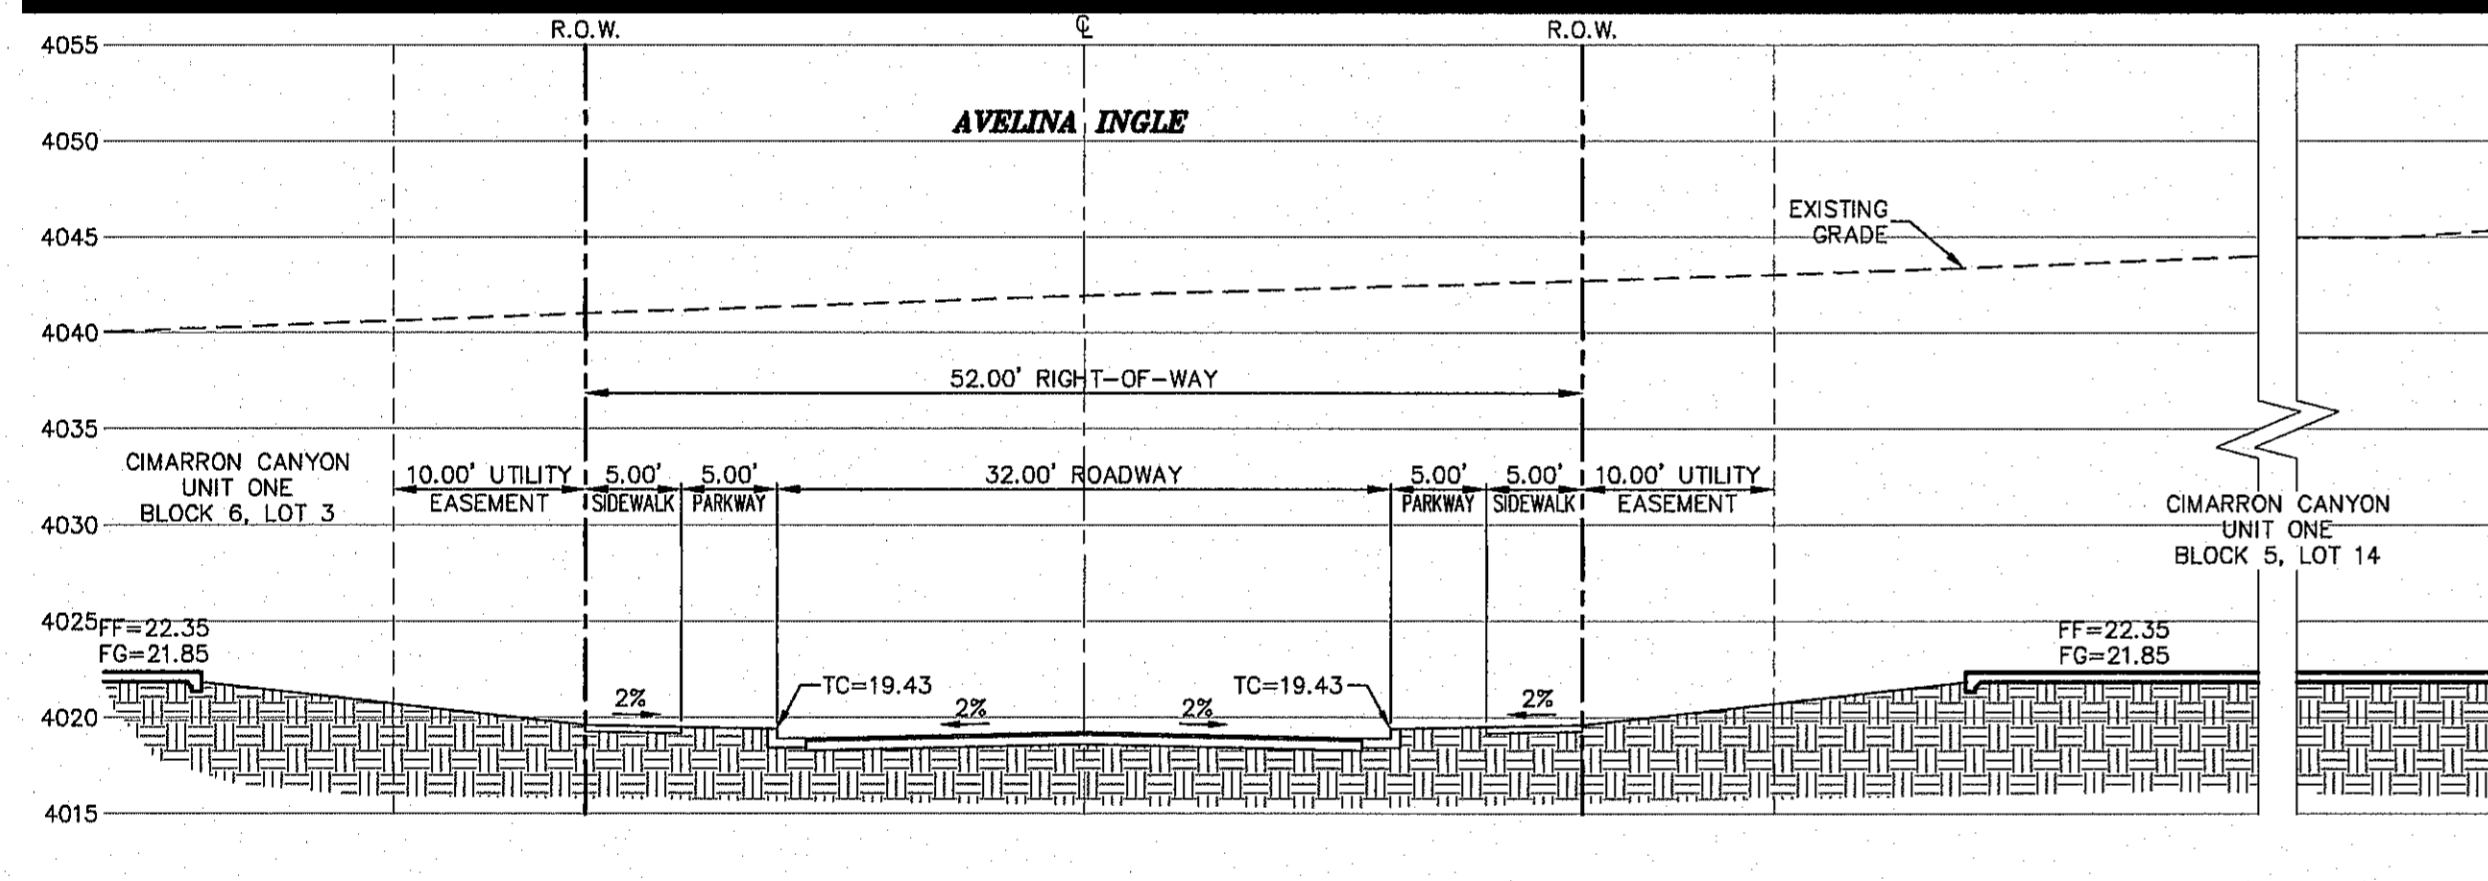 R.O.W.
℄
R.O.W.
4055
AVELINA INGLE
4050
EXISTING
GRADE
4045
4040
52.00' RIGHT-OF-WAY
4035
CIMARRON CANYON
UNIT ONE
BLOCK 6, LOT 3
10.00' UTILITY
EASEMENT
5.00'
SIDEWALK
5.00'
PARKWAY
32.00' ROADWAY
5.00'
PARKWAY
5.00'
SIDEWALK
10.00' UTILITY
EASEMENT
CIMARRON CANYON
UNIT ONE
BLOCK 5, LOT 14
4030
4025
FF=22.35
FG=21.85
FF=22.35
FG=21.85
TC=19.43
TC=19.43
2%
2%
2%
2%
4020
4015